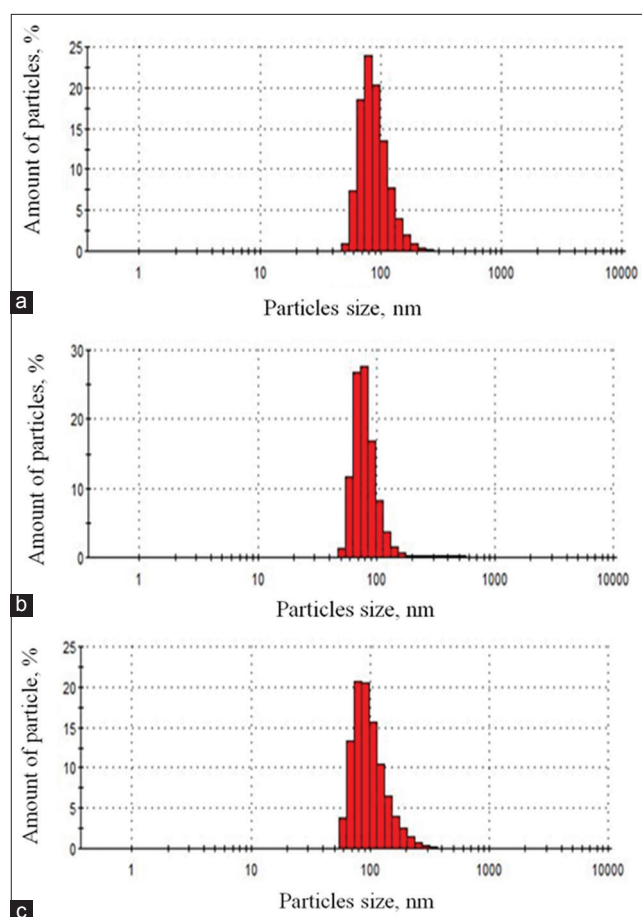 Amount of particles, %
25
20
15
10
5
0
1 10 100 1000 10000
Particles size, nm
a
Amount of particles, %
30
20
10
0
1 10 100 1000 10000
Particles size, nm
b
Amount of particle, %
25
20
15
10
5
0
1 10 100 1000 10000
Particles size, nm
c